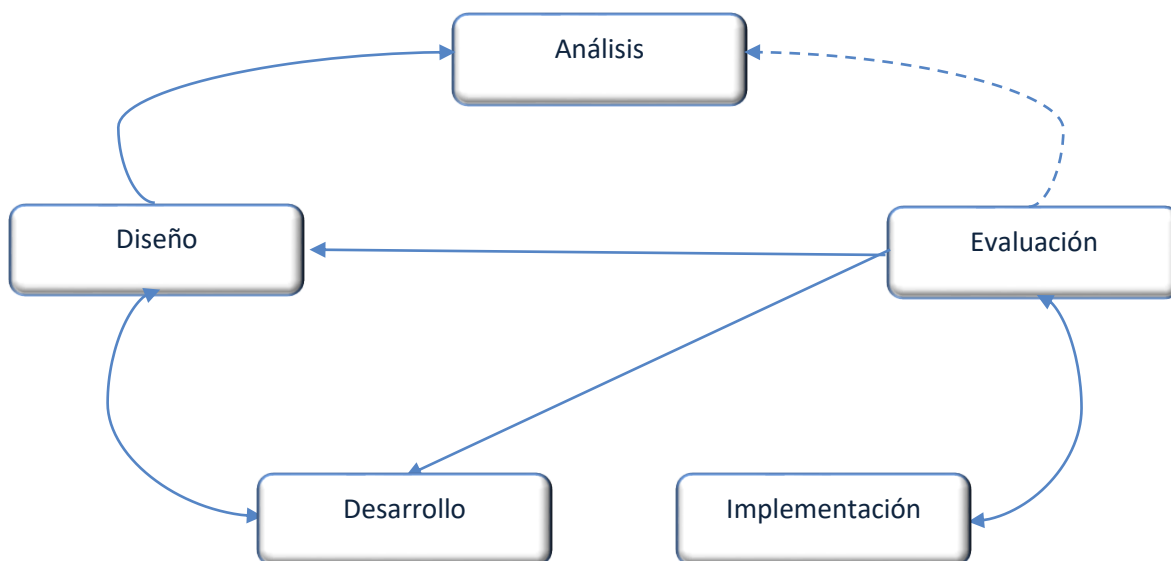 Análisis
Diseño
Evaluación
Desarrollo
Implementación